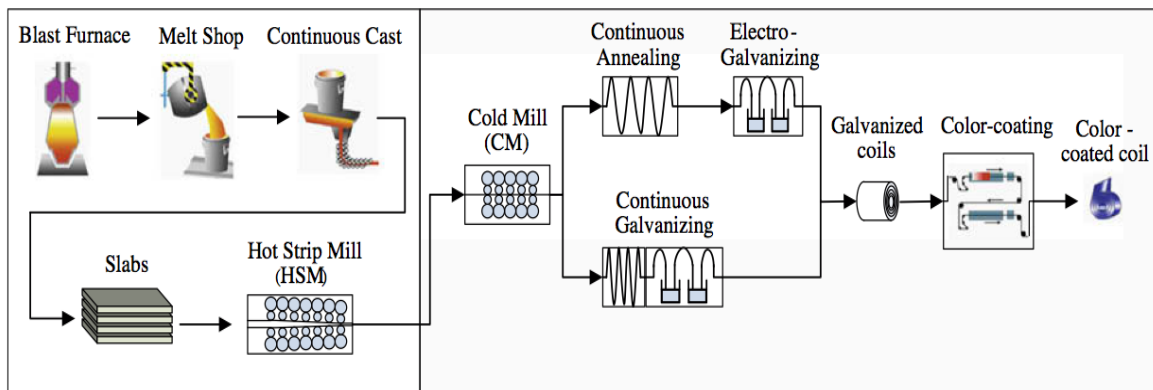 Blast Furnace
Melt Shop
Continuous Cast
Slabs
Hot Strip Mill
(HSM)
Cold Mill
(CM)
Continuous
Annealing
Electro-
Galvanizing
Continuous
Galvanizing
Galvanized
coils
Color-coating
Color -
coated coil